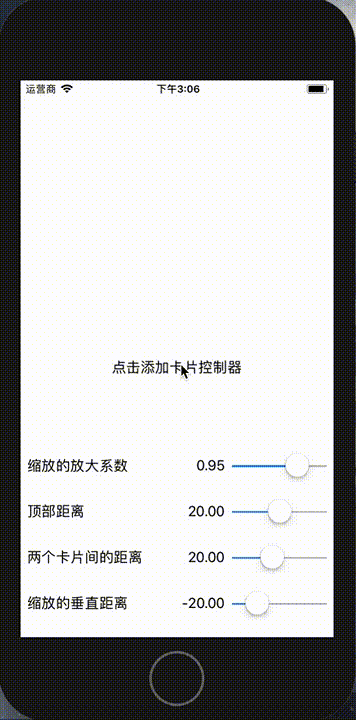 运营商 下午3:06
点击添加卡片控制器
缩放的放大系数 0.95
顶部距离 20.00
两个卡片间的距离 20.00
缩放的垂直距离 -20.00